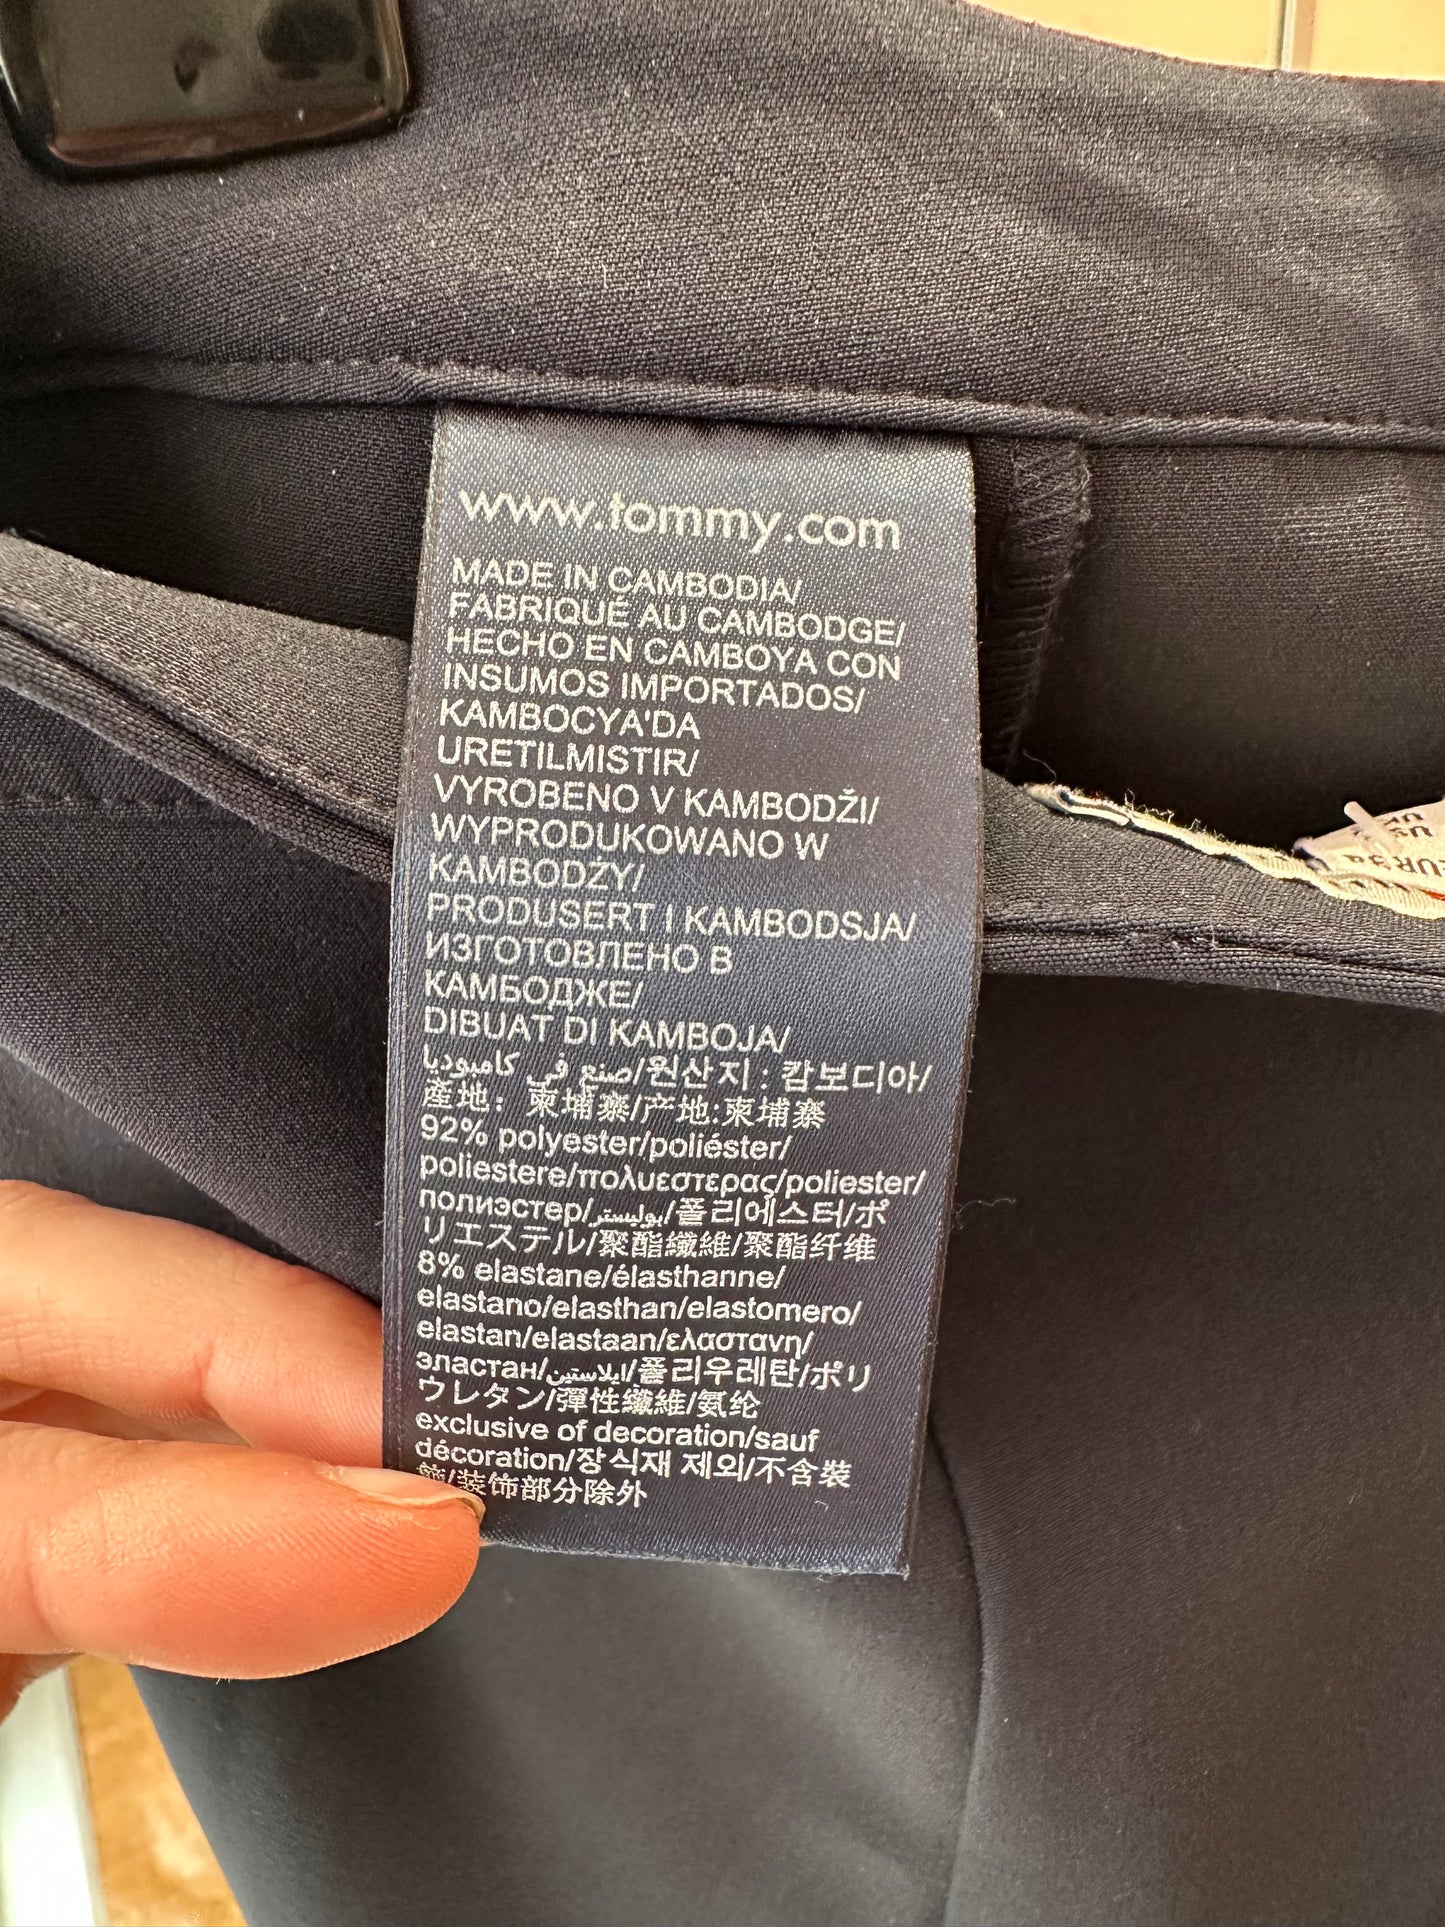 www.tommy.com
MADE IN CAMBODIA/
FABRIQUÉ AU CAMBODGE/
HECHO EN CAMBOYA CON
INSUMOS IMPORTADOS/
KAMBOCYA'DA
URETILMISTIR/
VYROBENO V KAMBODŽI/
WYPRODUKOWANO W
KAMBODŻY/
PRODUSERT I KAMBODSJA/
ИЗГОТОВЛЕНО В
КАМБОДЖЕ/
DIBUAT DI KAMBOJA/
صنع في كامبوديا/원산지 : 캄보디아/
產地： 柬埔寨/产地:柬埔寨
92% polyester/poliéster/
poliestere/πολυεστερας/poliester/
полиэстер/بوليستر/폴리에스터/ポ
リエステル/聚酯纖維/聚酯纤维
8% elastane/élasthanne/
elastano/elasthan/elastomero/
elastan/elastaan/ελαστανη/
эластан/ايلاستين/폴리우레탄/ポリ
ウレタン/彈性纖維/氨纶
exclusive of decoration/sauf
décoration/장식재 제외/不含裝
飾/装饰部分除外
EUR34